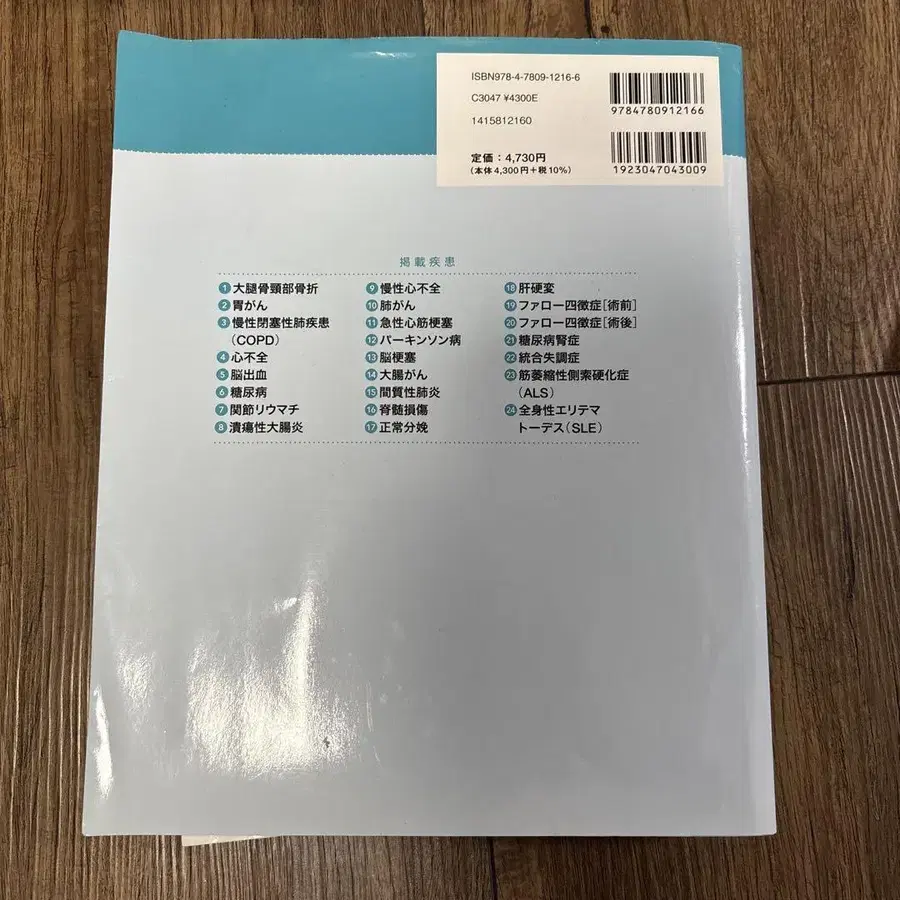 ISBN978-4-7809-1216-6
C3047 ¥4300E
1415812160
定価：4,730円
（本体4,300円＋税10%）
9784780912166
1923047043009
掲載疾患
1 大腿骨頸部骨折
2 胃がん
3 慢性閉塞性肺疾患
（COPD）
4 心不全
5 脳出血
6 糖尿病
7 関節リウマチ
8 潰瘍性大腸炎
9 慢性心不全
10 肺がん
11 急性心筋梗塞
12 パーキンソン病
13 脳梗塞
14 大腸がん
15 間質性肺炎
16 脊髄損傷
17 正常分娩
18 肝硬変
19 ファロー四徴症［術前］
20 ファロー四徴症［術後］
21 糖尿病腎症
22 統合失調症
23 筋萎縮性側索硬化症
（ALS）
24 全身性エリテマ
トーデス（SLE）